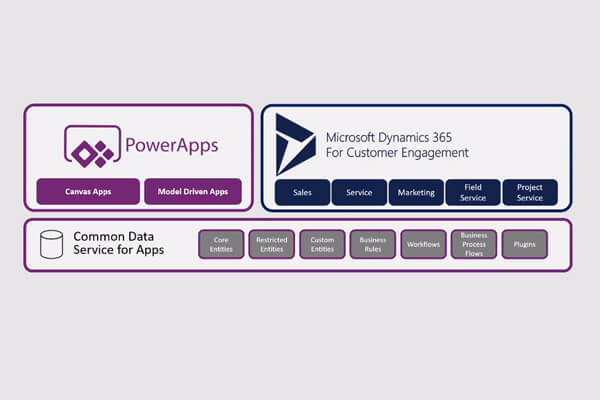 PowerApps
Canvas Apps
Model Driven Apps
Microsoft Dynamics 365
For Customer Engagement
Sales
Service
Marketing
Field
Service
Project
Service
Common Data
Service for Apps
Core
Entities
Restricted
Entities
Custom
Entities
Business
Rules
Workflows
Business
Process
Flows
Plugins